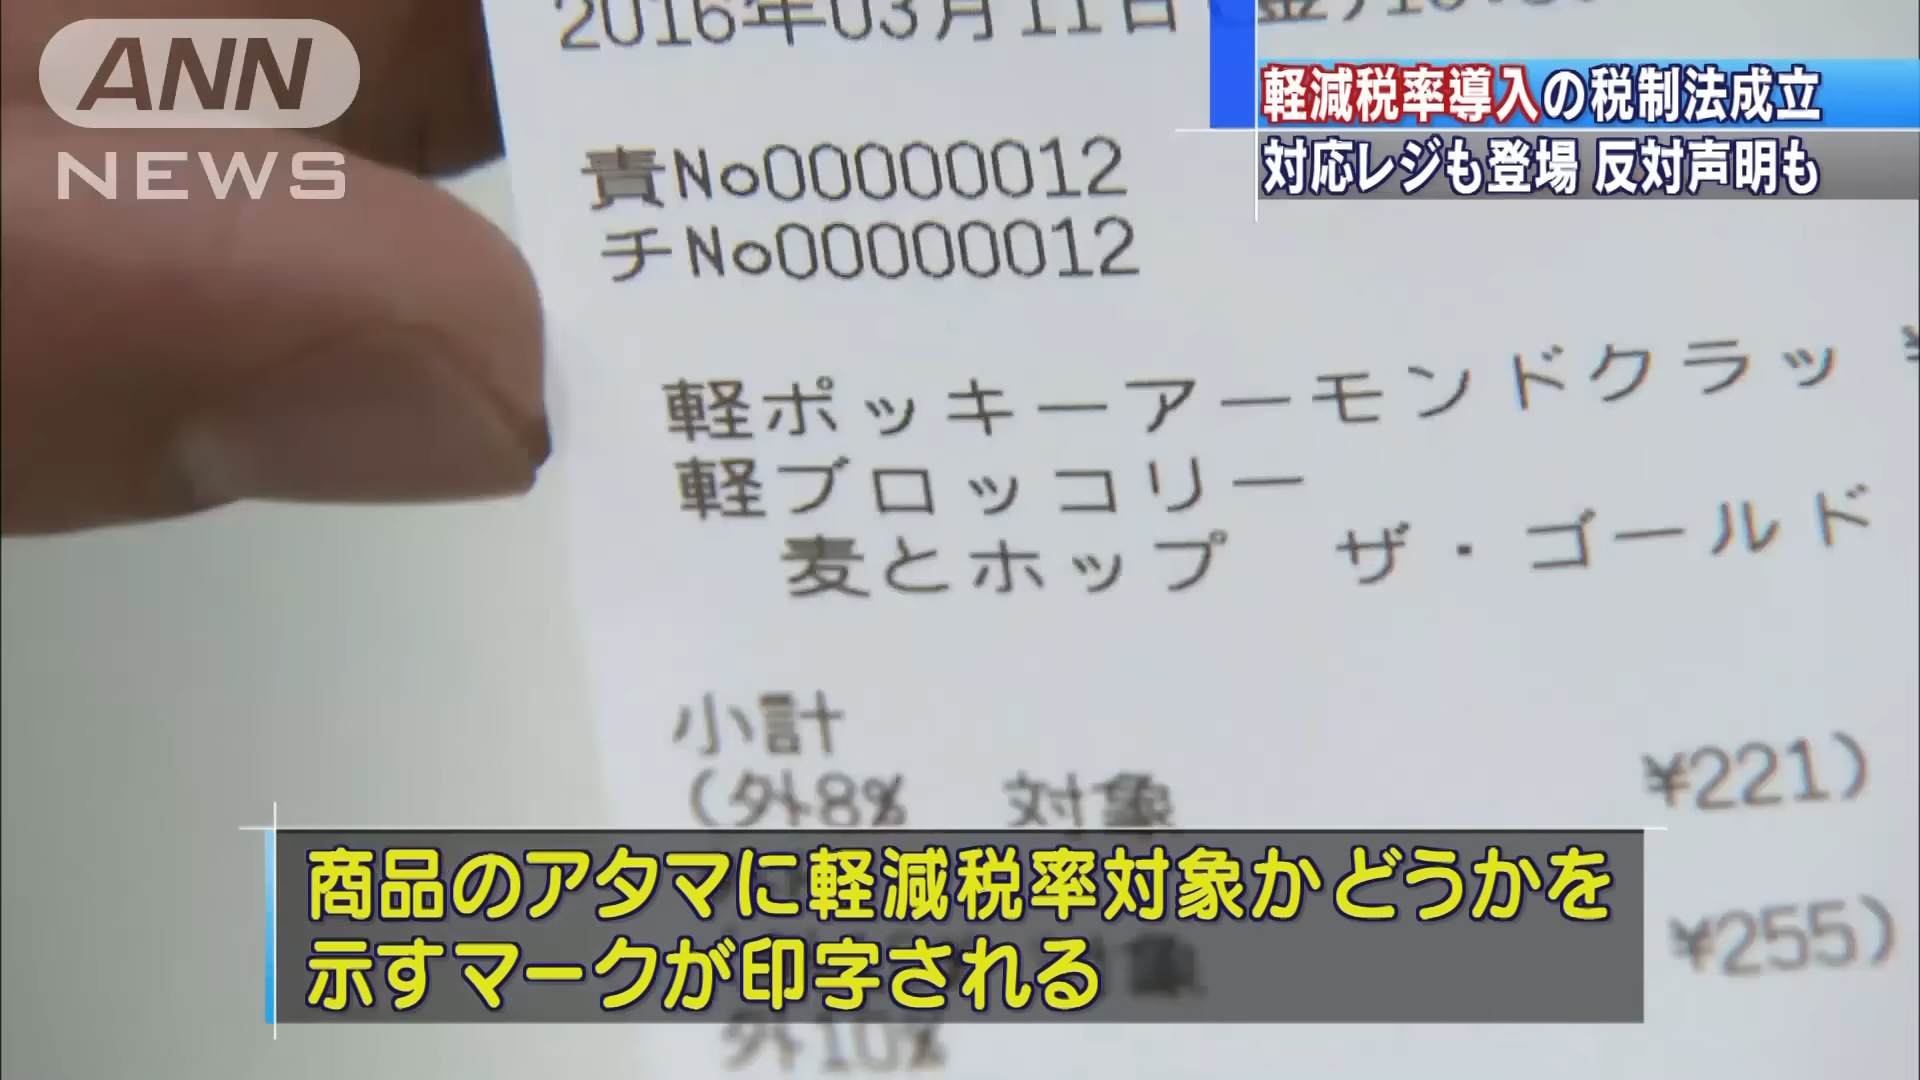 ANN
NEWS
軽減税率導入の税制法成立
対応レジも登場 反対声明も
2016年03月11日
責No00000012
チNo00000012
軽ポッキーアーモンドクラッ
軽ブロッコリー
麦とホップ ザ・ゴールド
小計
(外8% 対象 ¥221)
¥255)
外10%
商品のアタマに軽減税率対象かどうかを
示すマークが印字される